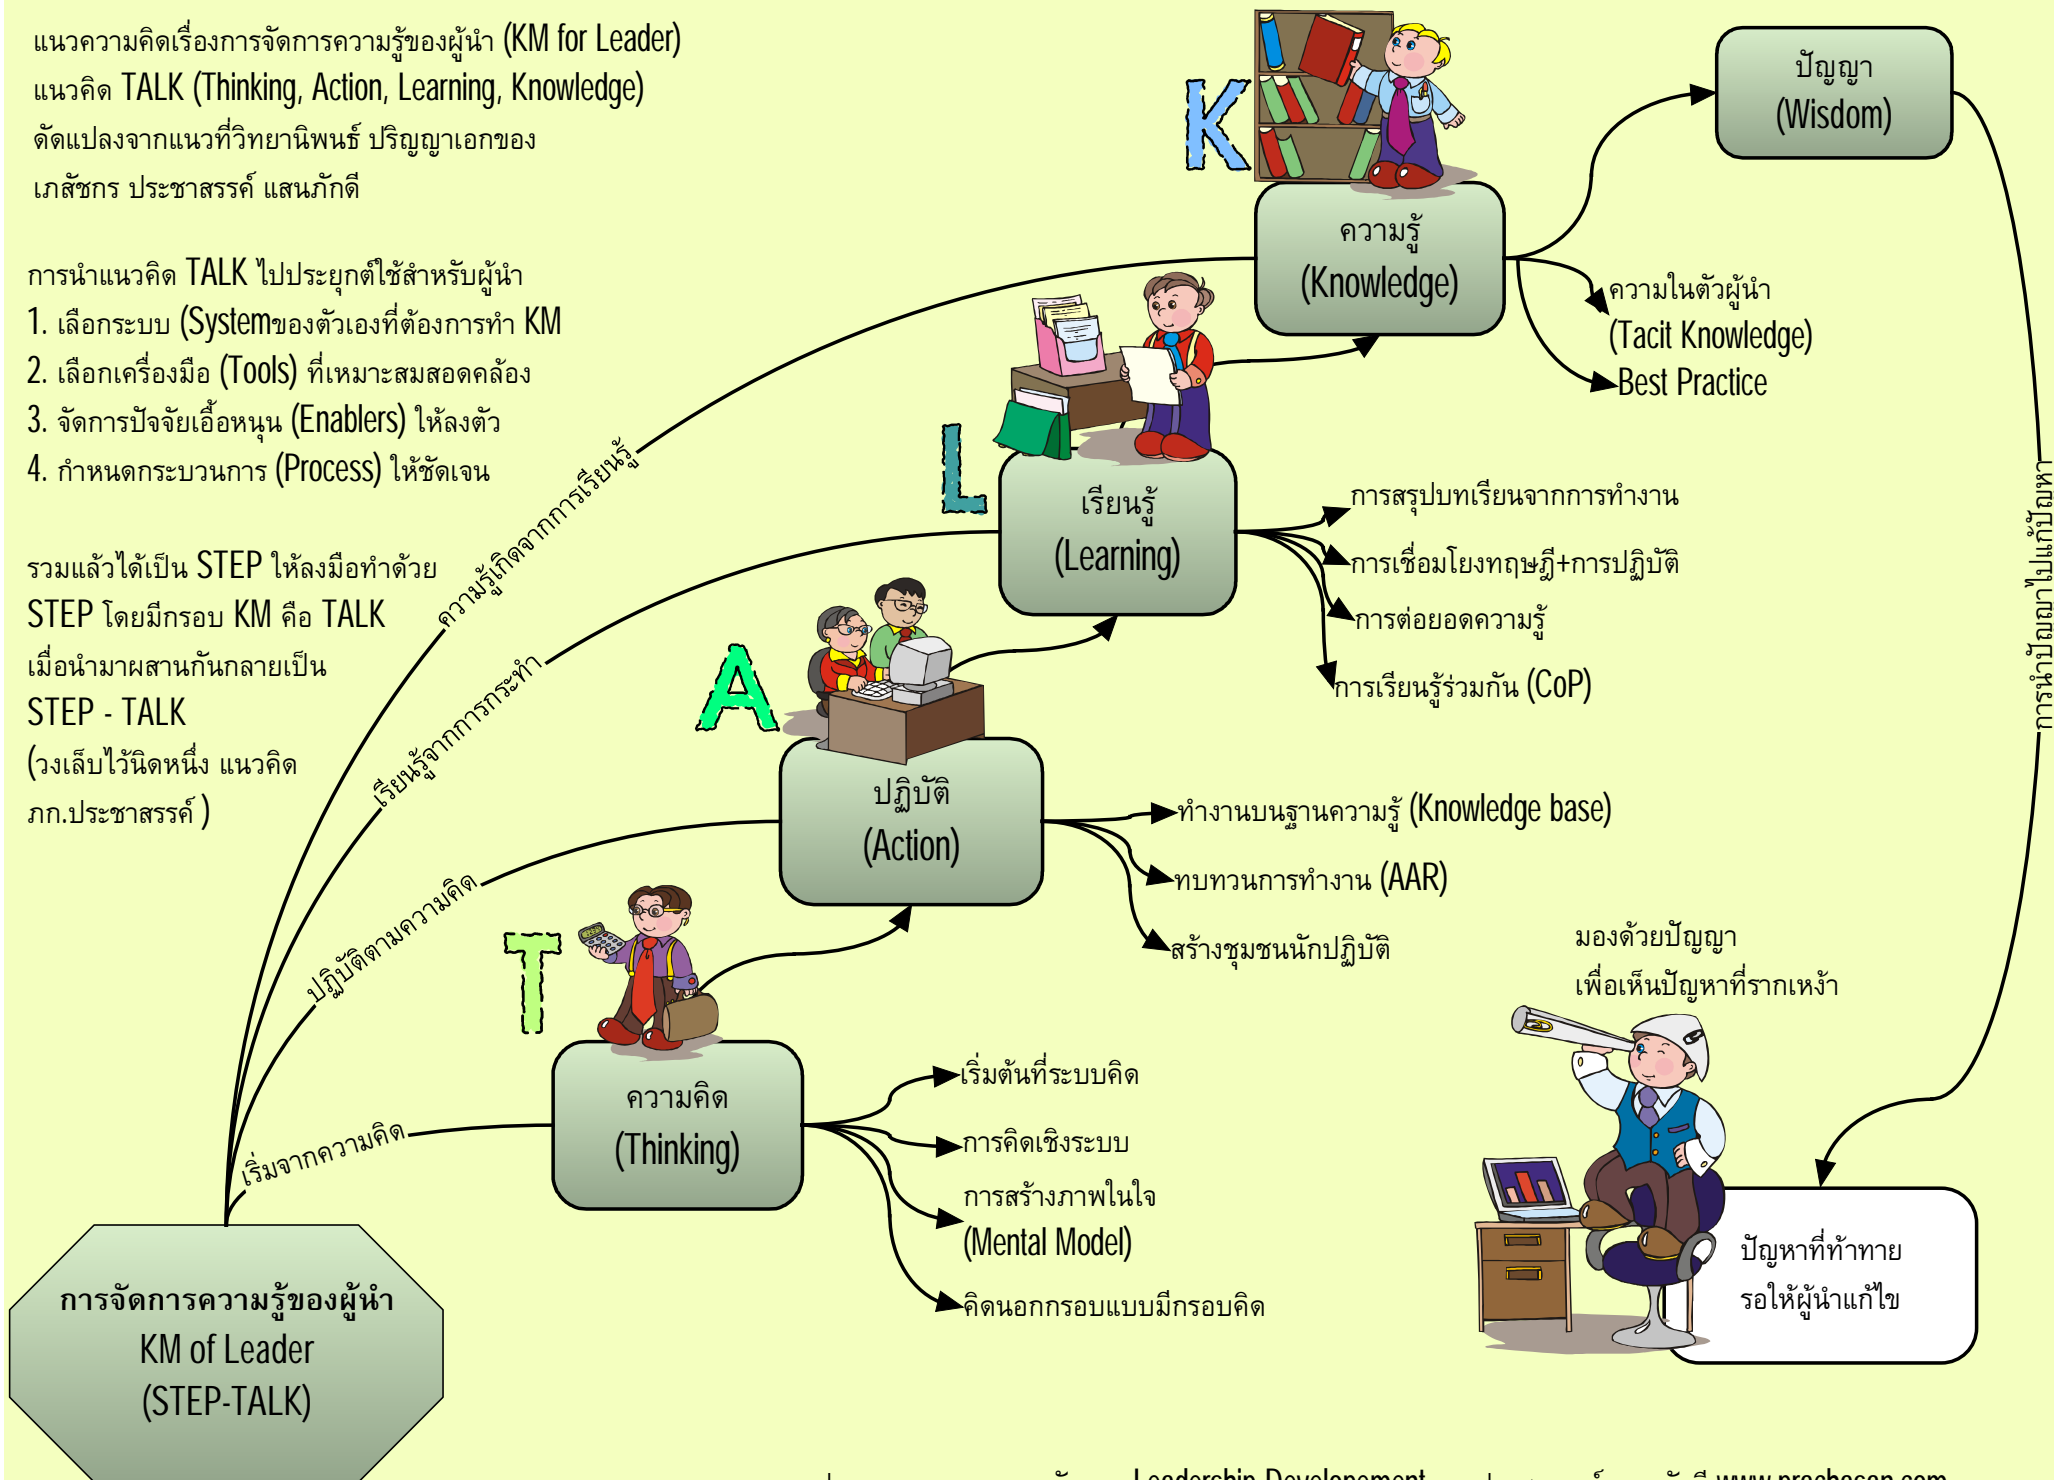 แนวความคิดเรื่องการจัดการความรู้ของผู้นำ (KM for Leader)
แนวคิด TALK (Thinking, Action, Learning, Knowledge)
ดัดแปลงจากแนวที่วิทยานิพนธ์ ปริญญาเอกของ
เภสัชกร ประชาสรรค์ แสนภักดี
การนำแนวคิด TALK ไปประยุกต์ใช้สำหรับผู้นำ
1. เลือกระบบ (Systemของตัวเองที่ต้องการทำ KM
2. เลือกเครื่องมือ (Tools) ที่เหมาะสมสอดคล้อง
3. จัดการปัจจัยเอื้อหนุน (Enablers) ให้ลงตัว
4. กำหนดกระบวนการ (Process) ให้ชัดเจน
รวมแล้วได้เป็น STEP ให้ลงมือทำด้วย
STEP โดยมีกรอบ KM คือ TALK
เมื่อนำมาผสานกันกลายเป็น
STEP - TALK
(วงเล็บไว้นิดหนึ่ง แนวคิด
ภก.ประชาสรรค์ )
K
ความรู้
(Knowledge)
ปัญญา
(Wisdom)
ความในตัวผู้นำ
(Tacit Knowledge)
Best Practice
ความรู้เกิดจากการเรียนรู้
L
เรียนรู้
(Learning)
การสรุปบทเรียนจากการทำงาน
การเชื่อมโยงทฤษฎี+การปฏิบัติ
การต่อยอดความรู้
การเรียนรู้ร่วมกัน (CoP)
การนำปัญญาไปแก้ปัญหา
เรียนรู้จากการกระทำ
A
ปฏิบัติ
(Action)
ทำงานบนฐานความรู้ (Knowledge base)
ทบทวนการทำงาน (AAR)
สร้างชุมชนนักปฏิบัติ
ปฏิบัติตามความคิด
T
ความคิด
(Thinking)
เริ่มต้นที่ระบบคิด
การคิดเชิงระบบ
การสร้างภาพในใจ
(Mental Model)
คิดนอกกรอบแบบมีกรอบคิด
เริ่มจากความคิด
มองด้วยปัญญา
เพื่อเห็นปัญหาที่รากเหง้า
ปัญหาที่ท้าทาย
รอให้ผู้นำแก้ไข
การจัดการความรู้ของผู้นำ
KM of Leader
(STEP-TALK)
Leadership Developement www.prachasan.com